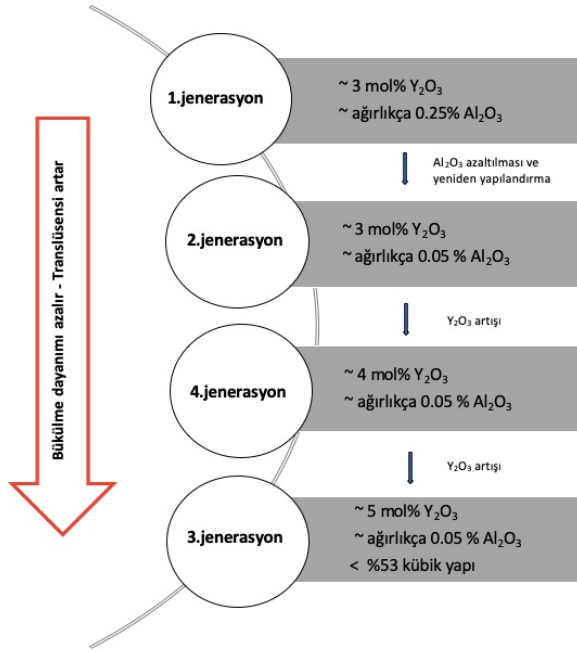 1.jenerasyon
~ 3 mol% Y₂O₃
~ ağırlıkça 0.25% Al₂O₃
Al₂O₃ azaltılması ve
yeniden yapılandırma
2.jenerasyon
~ 3 mol% Y₂O₃
~ ağırlıkça 0.05 % Al₂O₃
Y₂O₃ artışı
4.jenerasyon
~ 4 mol% Y₂O₃
~ ağırlıkça 0.05 % Al₂O₃
Y₂O₃ artışı
3.jenerasyon
~ 5 mol% Y₂O₃
~ ağırlıkça 0.05 % Al₂O₃
< %53 kübik yapı
Bükülme dayanımı azalır - Translüsensi artar